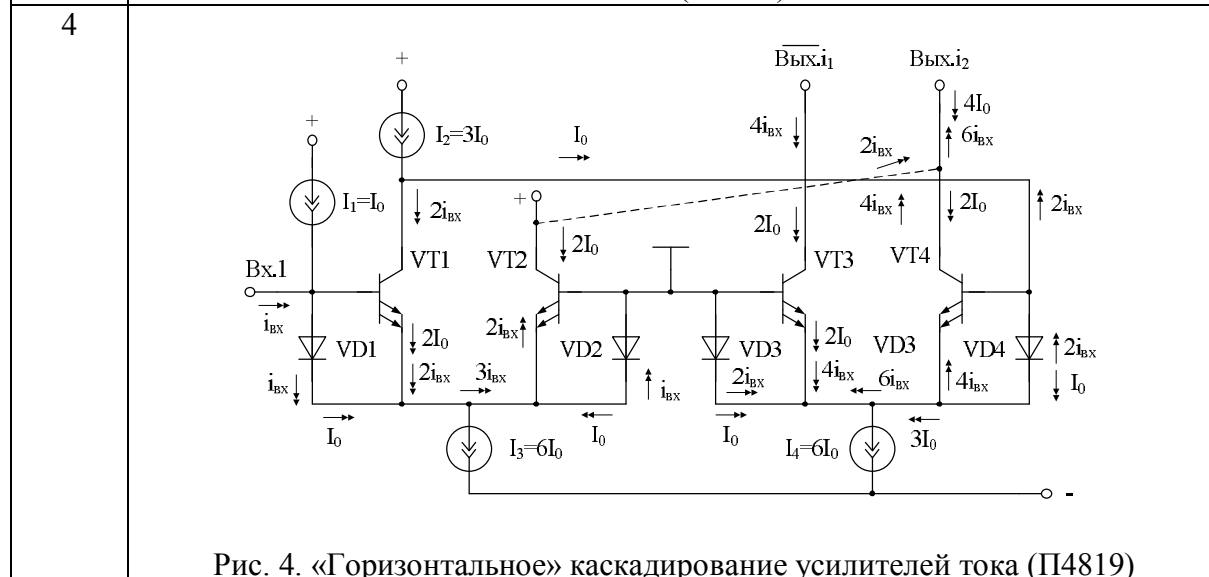 4
+
Вых.i₁
Вых.i₂
4I₀
+
I₂=3I₀
I₀
4iвх
2iвх
6iвх
I₁=I₀
2iвх
+
2I₀
2I₀
4iвх
2I₀
2iвх
Вх.1
VT1
VT2
VT3
VT4
iвх
VD1
2I₀
2iвх
VD2
VD3
2I₀
VD3
VD4
2iвх
iвх
2iвх
3iвх
iвх
2iвх
4iвх
6iвх
4iвх
I₀
I₀
I₀
I₀
3I₀
I₃=6I₀
I₄=6I₀
-
Рис. 4. «Горизонтальное» каскадирование усилителей тока (П4819)